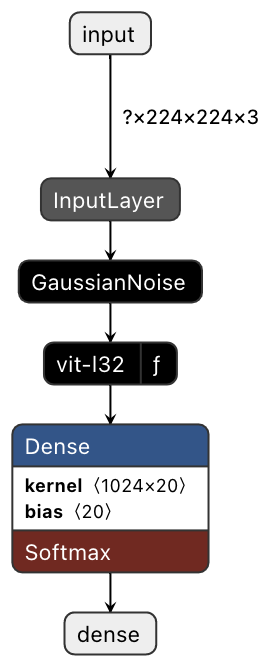 input
?×224×224×3
InputLayer
GaussianNoise
vit-l32 ƒ
Dense
kernel ⟨1024×20⟩
bias ⟨20⟩
Softmax
dense